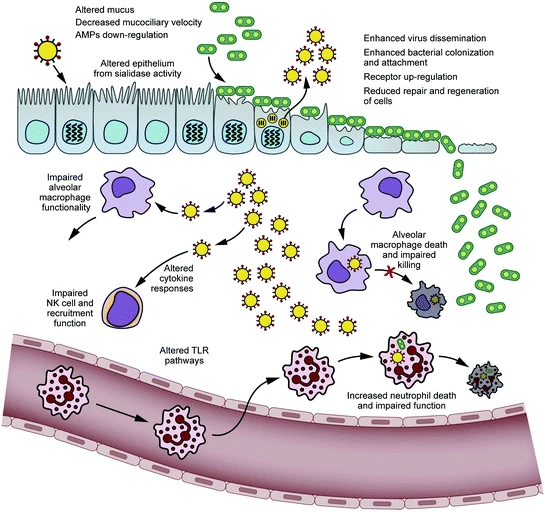 Altered mucus
Decreased mucociliary velocity
AMPs down-regulation
Altered epithelium
from sialidase activity
Enhanced virus dissemination
Enhanced bacterial colonization
and attachment
Receptor up-regulation
Reduced repair and regeneration
of cells
Impaired
alveolar
macrophage
functionality
Alveolar
macrophage death
and impaired
killing
Altered
cytokine
responses
Impaired
NK cell and
recruitment
function
Altered TLR
pathways
Increased neutrophil death
and impaired function